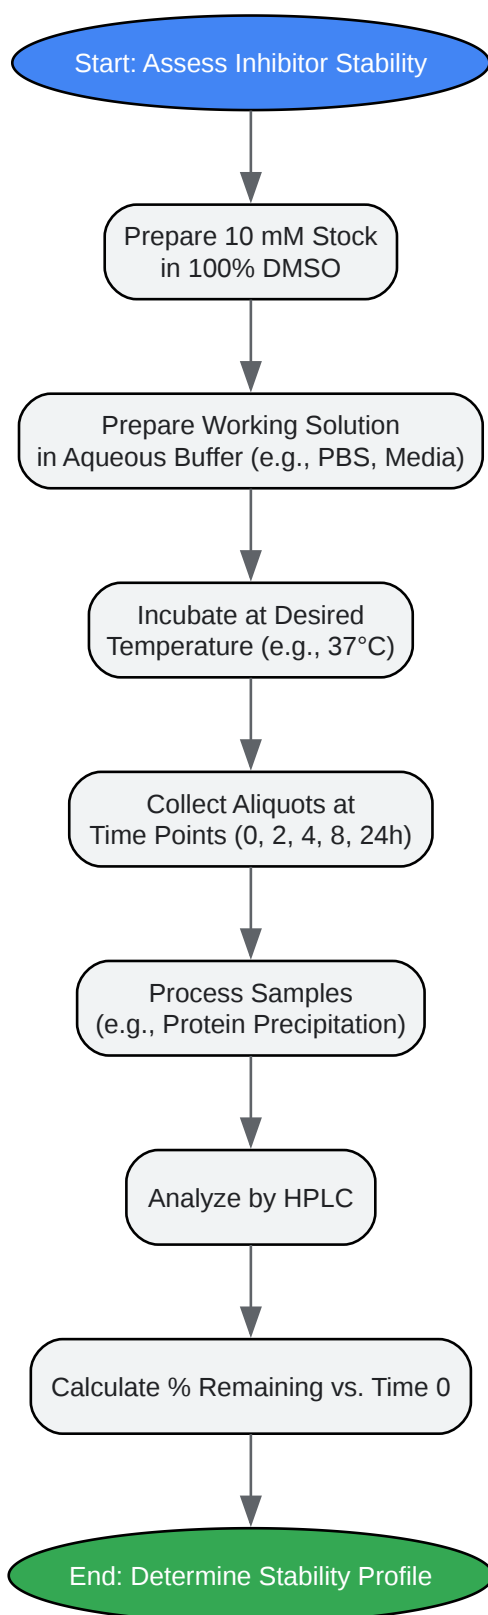 Start: Assess Inhibitor Stability
Prepare 10 mM Stock
in 100% DMSO
Prepare Working Solution
in Aqueous Buffer (e.g., PBS, Media)
Incubate at Desired
Temperature (e.g., 37°C)
Collect Aliquots at
Time Points (0, 2, 4, 8, 24h)
Process Samples
(e.g., Protein Precipitation)
Analyze by HPLC
Calculate % Remaining vs. Time 0
End: Determine Stability Profile